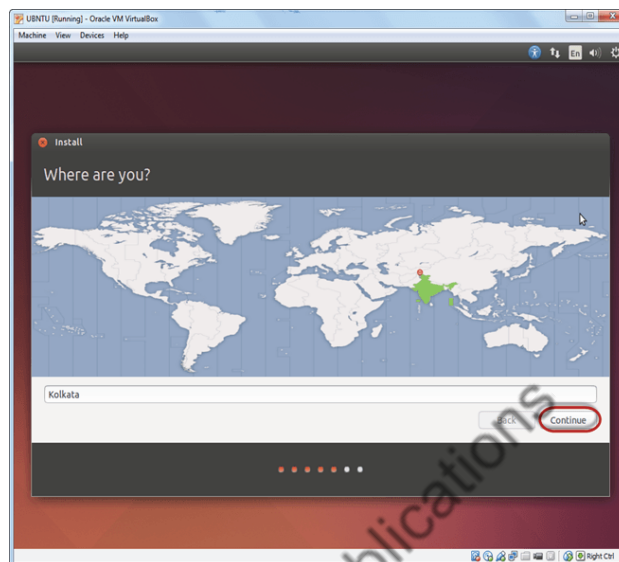 UBNTU [Running] - Oracle VM VirtualBox
Machine View Devices Help
En
Install
Where are you?
Kolkata
Back Continue
blications
Right Ctrl